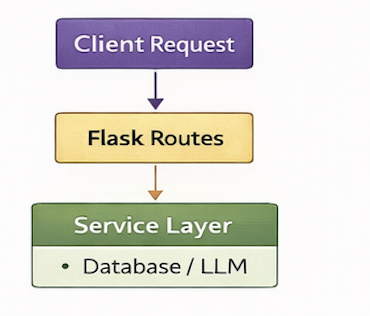 Client Request
Flask Routes
Service Layer
• Database / LLM